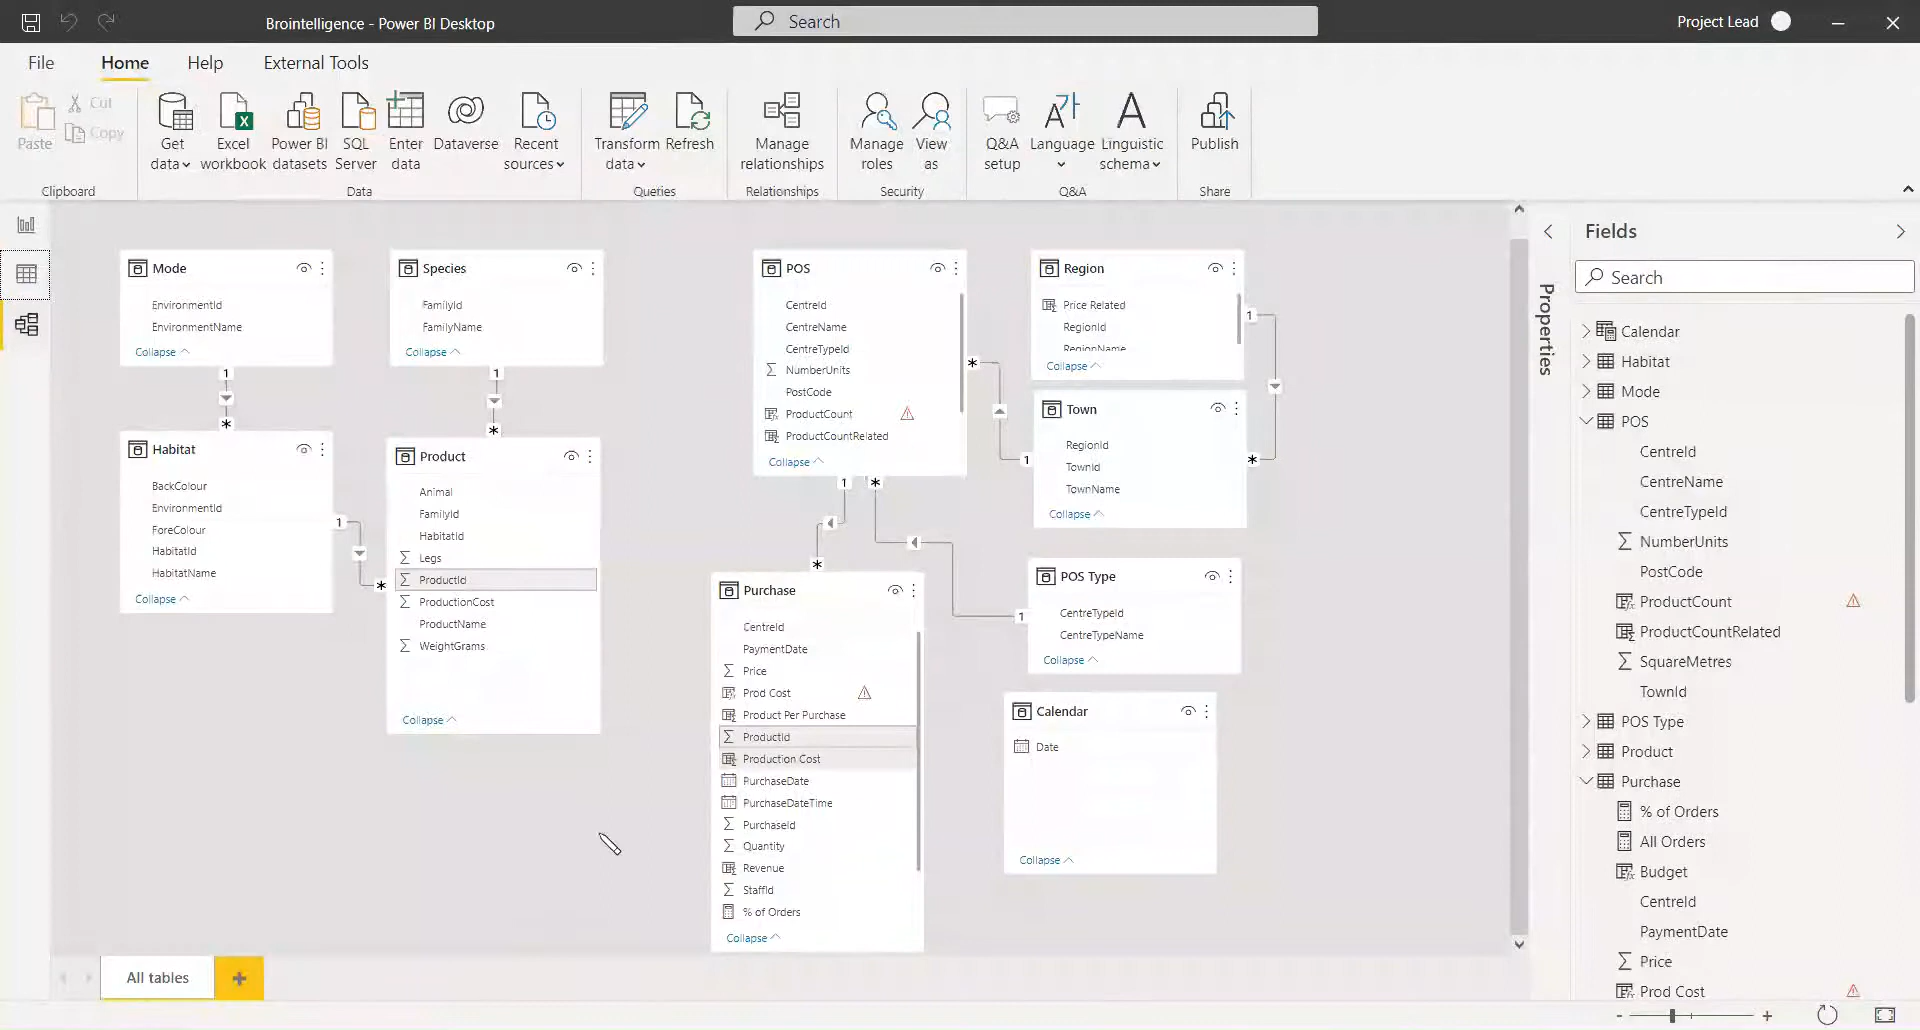 Brointelligence - Power BI Desktop
Search
Project Lead
File
Home
Help
External Tools
Paste
Cut
Copy
Clipboard
Get data
Excel workbook
Power BI datasets
SQL Server
Enter data
Dataverse
Recent sources
Data
Transform data
Refresh
Queries
Manage relationships
Relationships
Manage roles
View as
Security
Q&A setup
Language
Linguistic schema
Q&A
Publish
Share
Mode
EnvironmentId
EnvironmentName
Collapse
1
*
Habitat
BackColour
EnvironmentId
ForeColour
HabitatId
HabitatName
Collapse
1
*
Species
FamilyId
FamilyName
Collapse
1
*
Product
Animal
FamilyId
HabitatId
Legs
ProductId
ProductionCost
ProductName
WeightGrams
Collapse
POS
CentreId
CentreName
CentreTypeId
NumberUnits
PostCode
ProductCount
ProductCountRelated
Collapse
1
*
*
*
Purchase
CentreId
PaymentDate
Price
Prod Cost
Product Per Purchase
ProductId
Production Cost
PurchaseDate
PurchaseDateTime
PurchaseId
Quantity
Revenue
StaffId
% of Orders
Collapse
Region
Price Related
RegionId
RegionName
Collapse
1
Town
RegionId
TownId
TownName
Collapse
1
*
POS Type
CentreTypeId
CentreTypeName
Collapse
1
Calendar
Date
Collapse
Properties
Fields
Search
Calendar
Habitat
Mode
POS
CentreId
CentreName
CentreTypeId
NumberUnits
PostCode
ProductCount
ProductCountRelated
SquareMetres
TownId
POS Type
Product
Purchase
% of Orders
All Orders
Budget
CentreId
PaymentDate
Price
Prod Cost
All tables
+
-
+